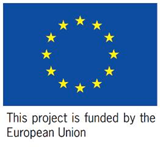 This project is funded by the
European Union